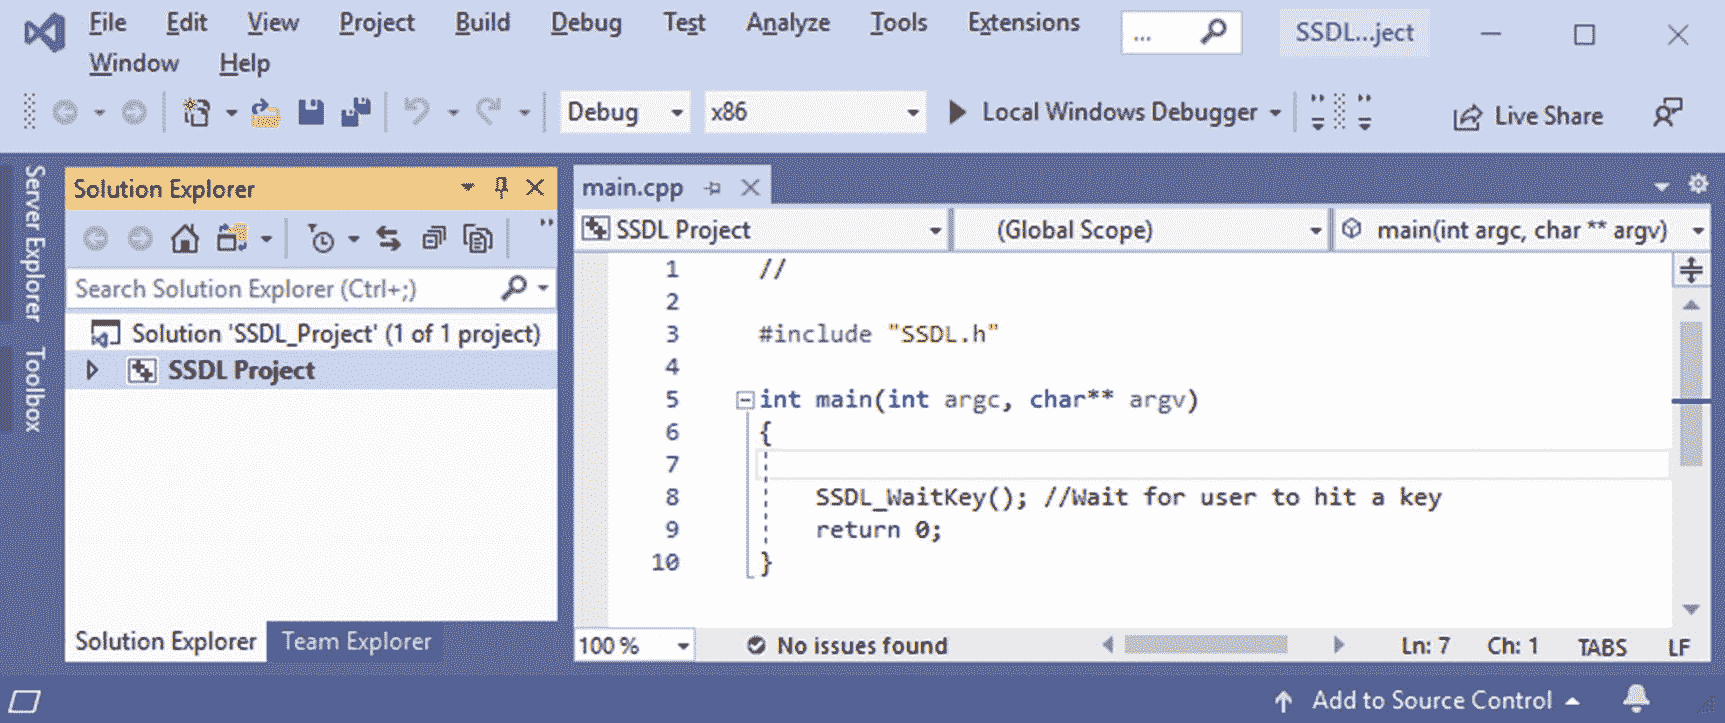 File Edit View Project Build Debug Test Analyze Tools Extensions ... SSDL...ject
Window Help
Debug x86 Local Windows Debugger Live Share
Server Explorer
Toolbox
Solution Explorer
Search Solution Explorer (Ctrl+;)
Solution 'SSDL_Project' (1 of 1 project)
SSDL Project
Solution Explorer Team Explorer
main.cpp
SSDL Project (Global Scope) main(int argc, char ** argv)
1 //
2
3 #include "SSDL.h"
4
5 int main(int argc, char** argv)
6 {
7
8 SSDL_WaitKey(); //Wait for user to hit a key
9 return 0;
10 }
100 % No issues found Ln: 7 Ch: 1 TABS LF
Add to Source Control